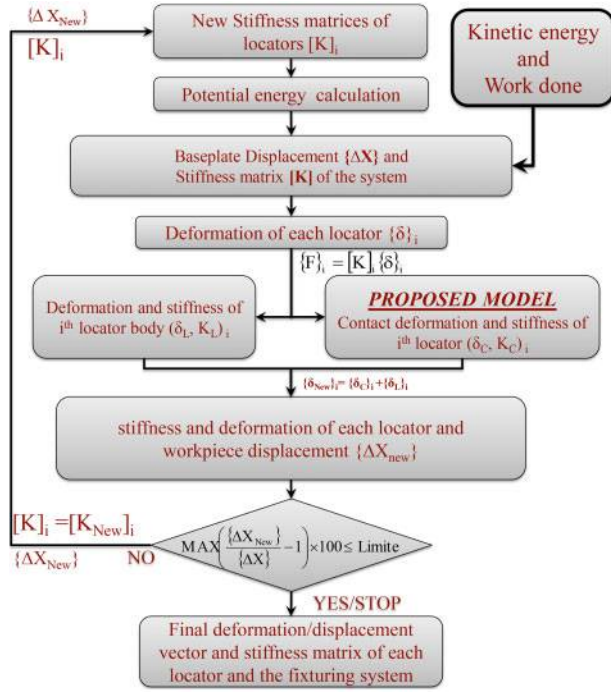 {Δ X_New}
[K]_i
New Stiffness matrices
of locators [K]_i
Kinetic energy
and
Work done
Potential energy calculation
Baseplate Displacement {ΔX} and
Stiffness matrix [K] of the system
Deformation of each locator {δ}_i
{F}_i = [K]_i {δ}_i
Deformation and stiffness of
i^th locator body (δ_L, K_L)_i
PROPOSED MODEL
Contact deformation and stiffness of
i^th locator (δ_C, K_C)_i
{δ_New}_i = {δ_C}_i + {δ_L}_i
stiffness and deformation of each locator and
workpiece displacement {ΔX_new}
[K]_i =[K_New]_i
{ΔX_New}
NO
MAX({ΔX_New}/{ΔX} −1)×100 ≤ Limite
YES/STOP
Final deformation/displacement
vector and stiffness matrix of each
locator and the fixturing system